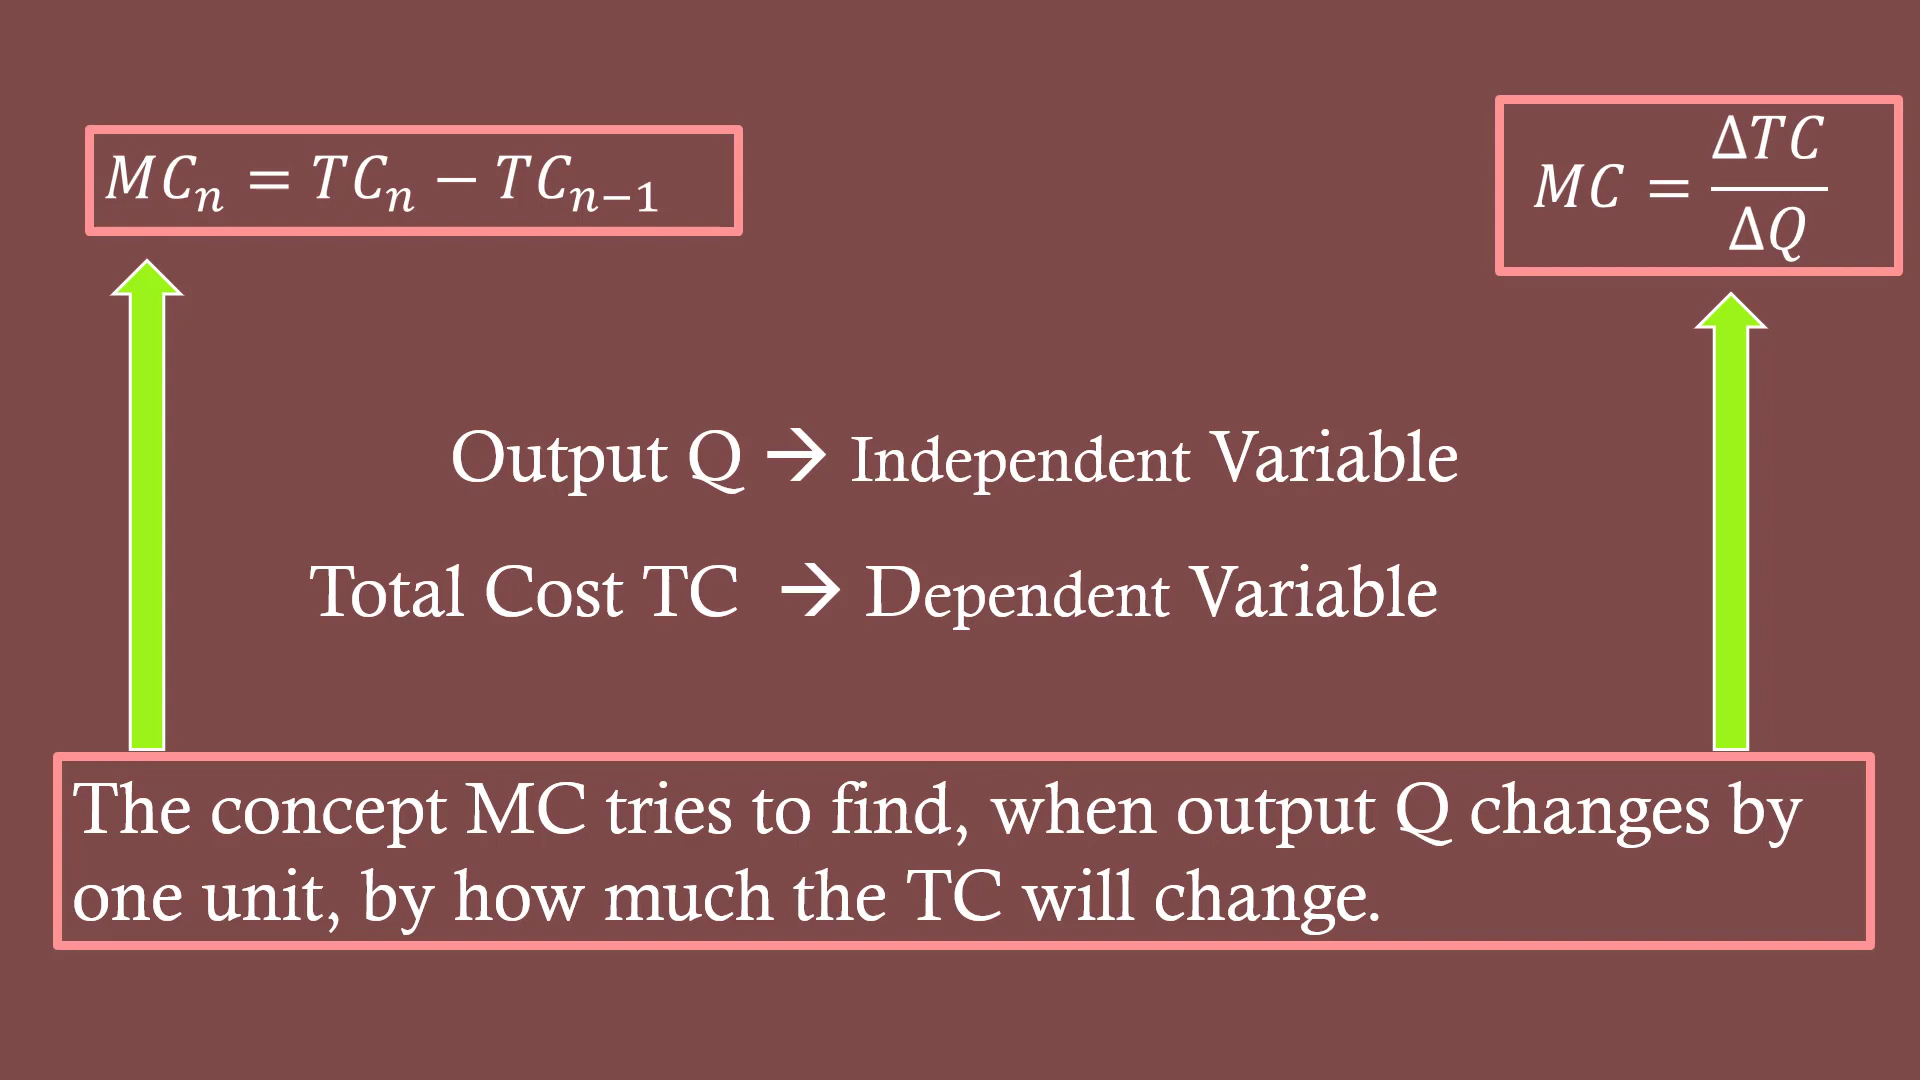 MCₙ = TCₙ − TCₙ₋₁
MC = ΔTC/ΔQ
Output Q → Independent Variable
Total Cost TC → Dependent Variable
The concept MC tries to find, when output Q changes by
one unit, by how much the TC will change.